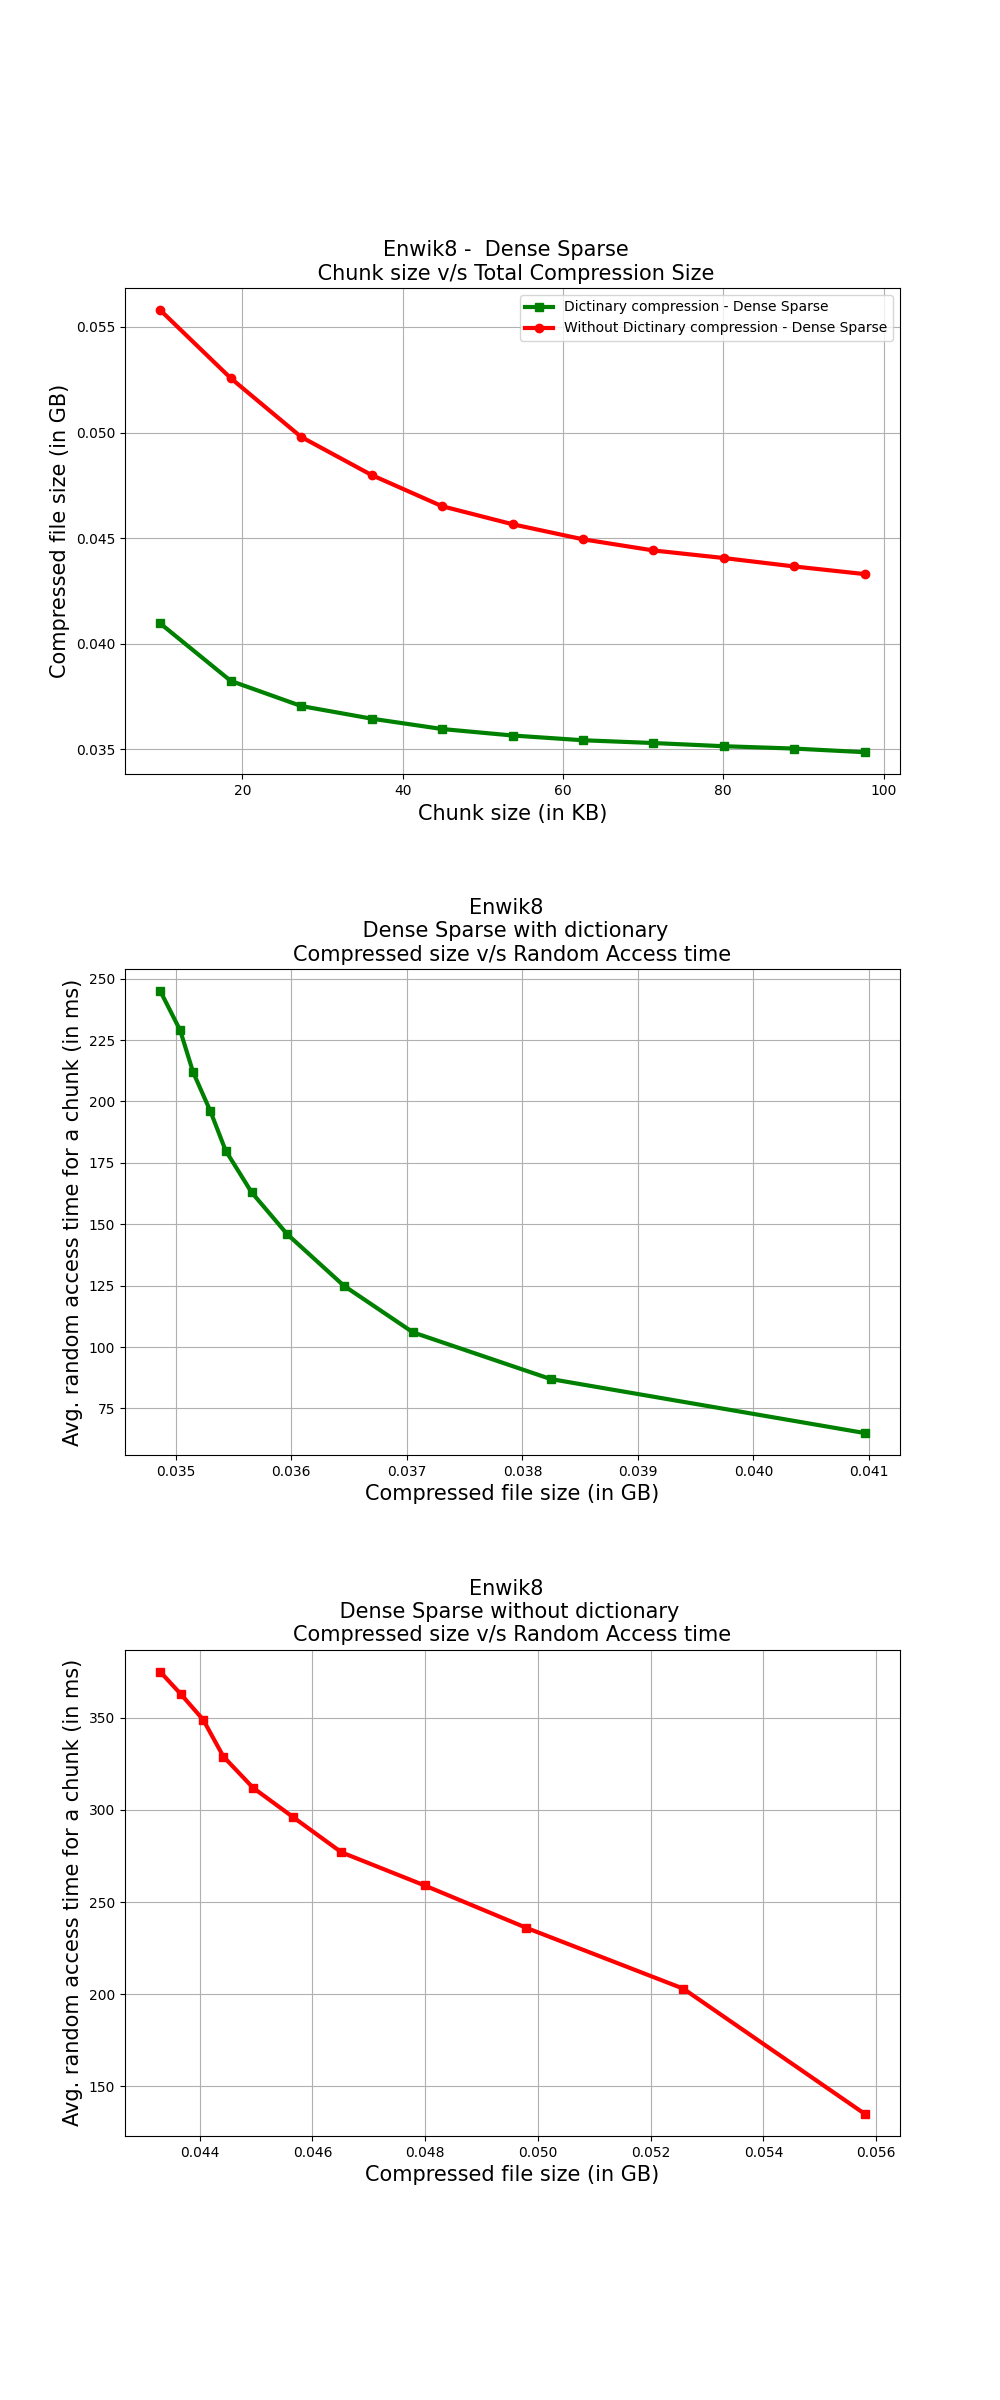 Enwik8 -  Dense Sparse
Chunk size v/s Total Compression Size
Dictinary compression - Dense Sparse
Without Dictinary compression - Dense Sparse
Compressed file size (in GB)
0.055
0.050
0.045
0.040
0.035
20 40 60 80 100
Chunk size (in KB)
Enwik8
Dense Sparse with dictionary
Compressed size v/s Random Access time
Avg. random access time for a chunk (in ms)
250
225
200
175
150
125
100
75
0.035 0.036 0.037 0.038 0.039 0.040 0.041
Compressed file size (in GB)
Enwik8
Dense Sparse without dictionary
Compressed size v/s Random Access time
Avg. random access time for a chunk (in ms)
350
300
250
200
150
0.044 0.046 0.048 0.050 0.052 0.054 0.056
Compressed file size (in GB)